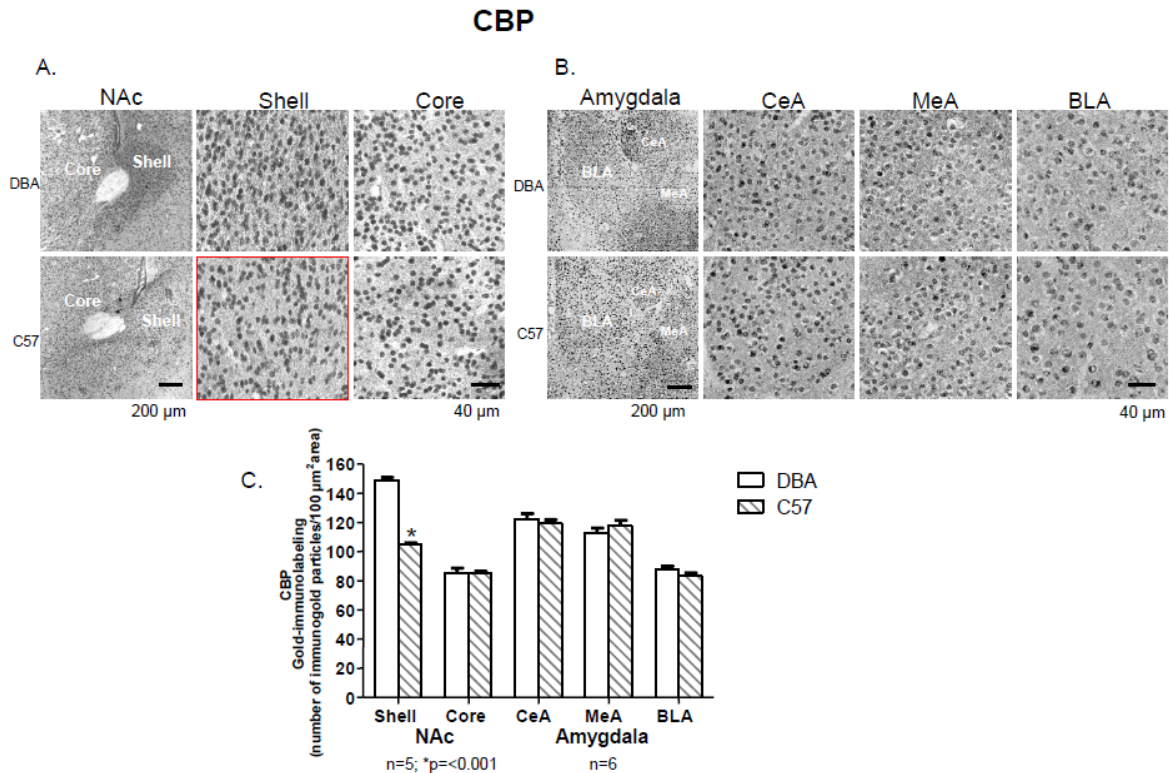 CBP
A.
NAc Shell Core
DBA
Core Shell
C57
Core Shell
200 µm 40 µm
B.
Amygdala CeA MeA BLA
DBA
CeA
BLA
MeA
C57
CeA
BLA
MeA
200 µm 40 µm
C.
CBP
Gold-immunolabeling
(number of immunogold particles/100 µm²area)
160
140
120
100
80
60
40
20
0
*
DBA
C57
Shell Core CeA MeA BLA
NAc Amygdala
n=5; *p=<0.001 n=6